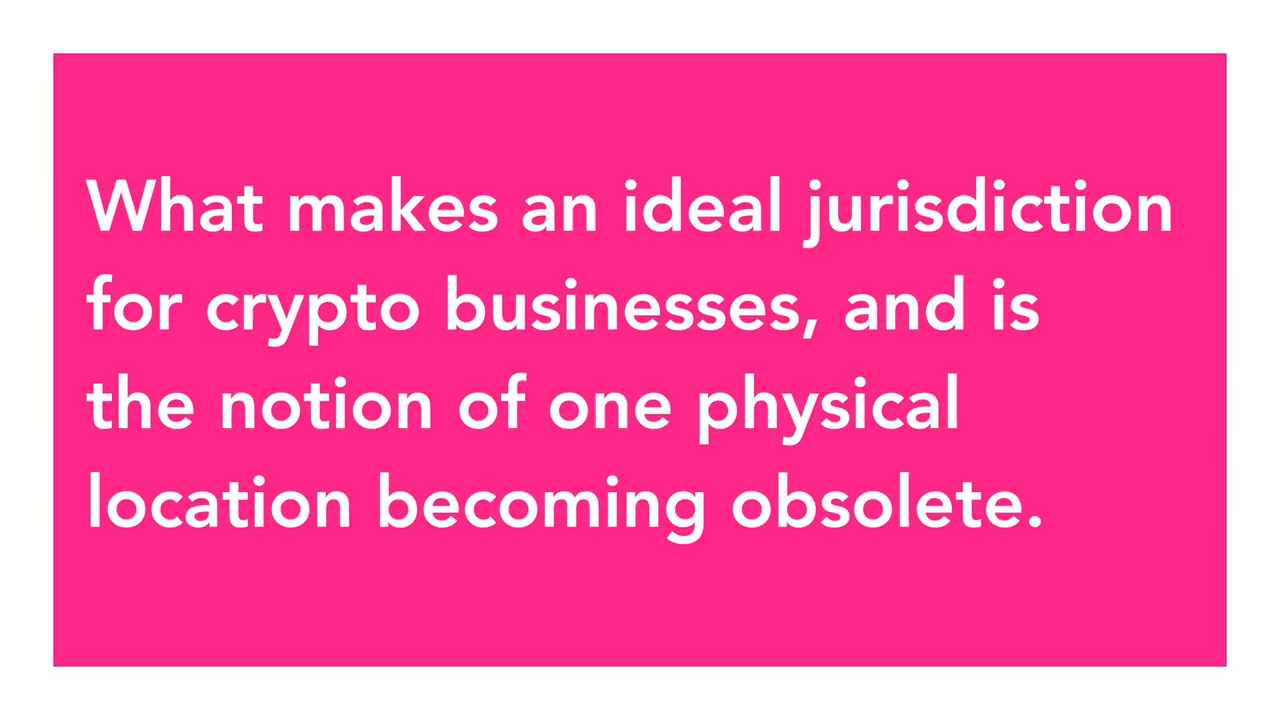 What makes an ideal jurisdiction
for crypto businesses, and is
the notion of one physical
location becoming obsolete.